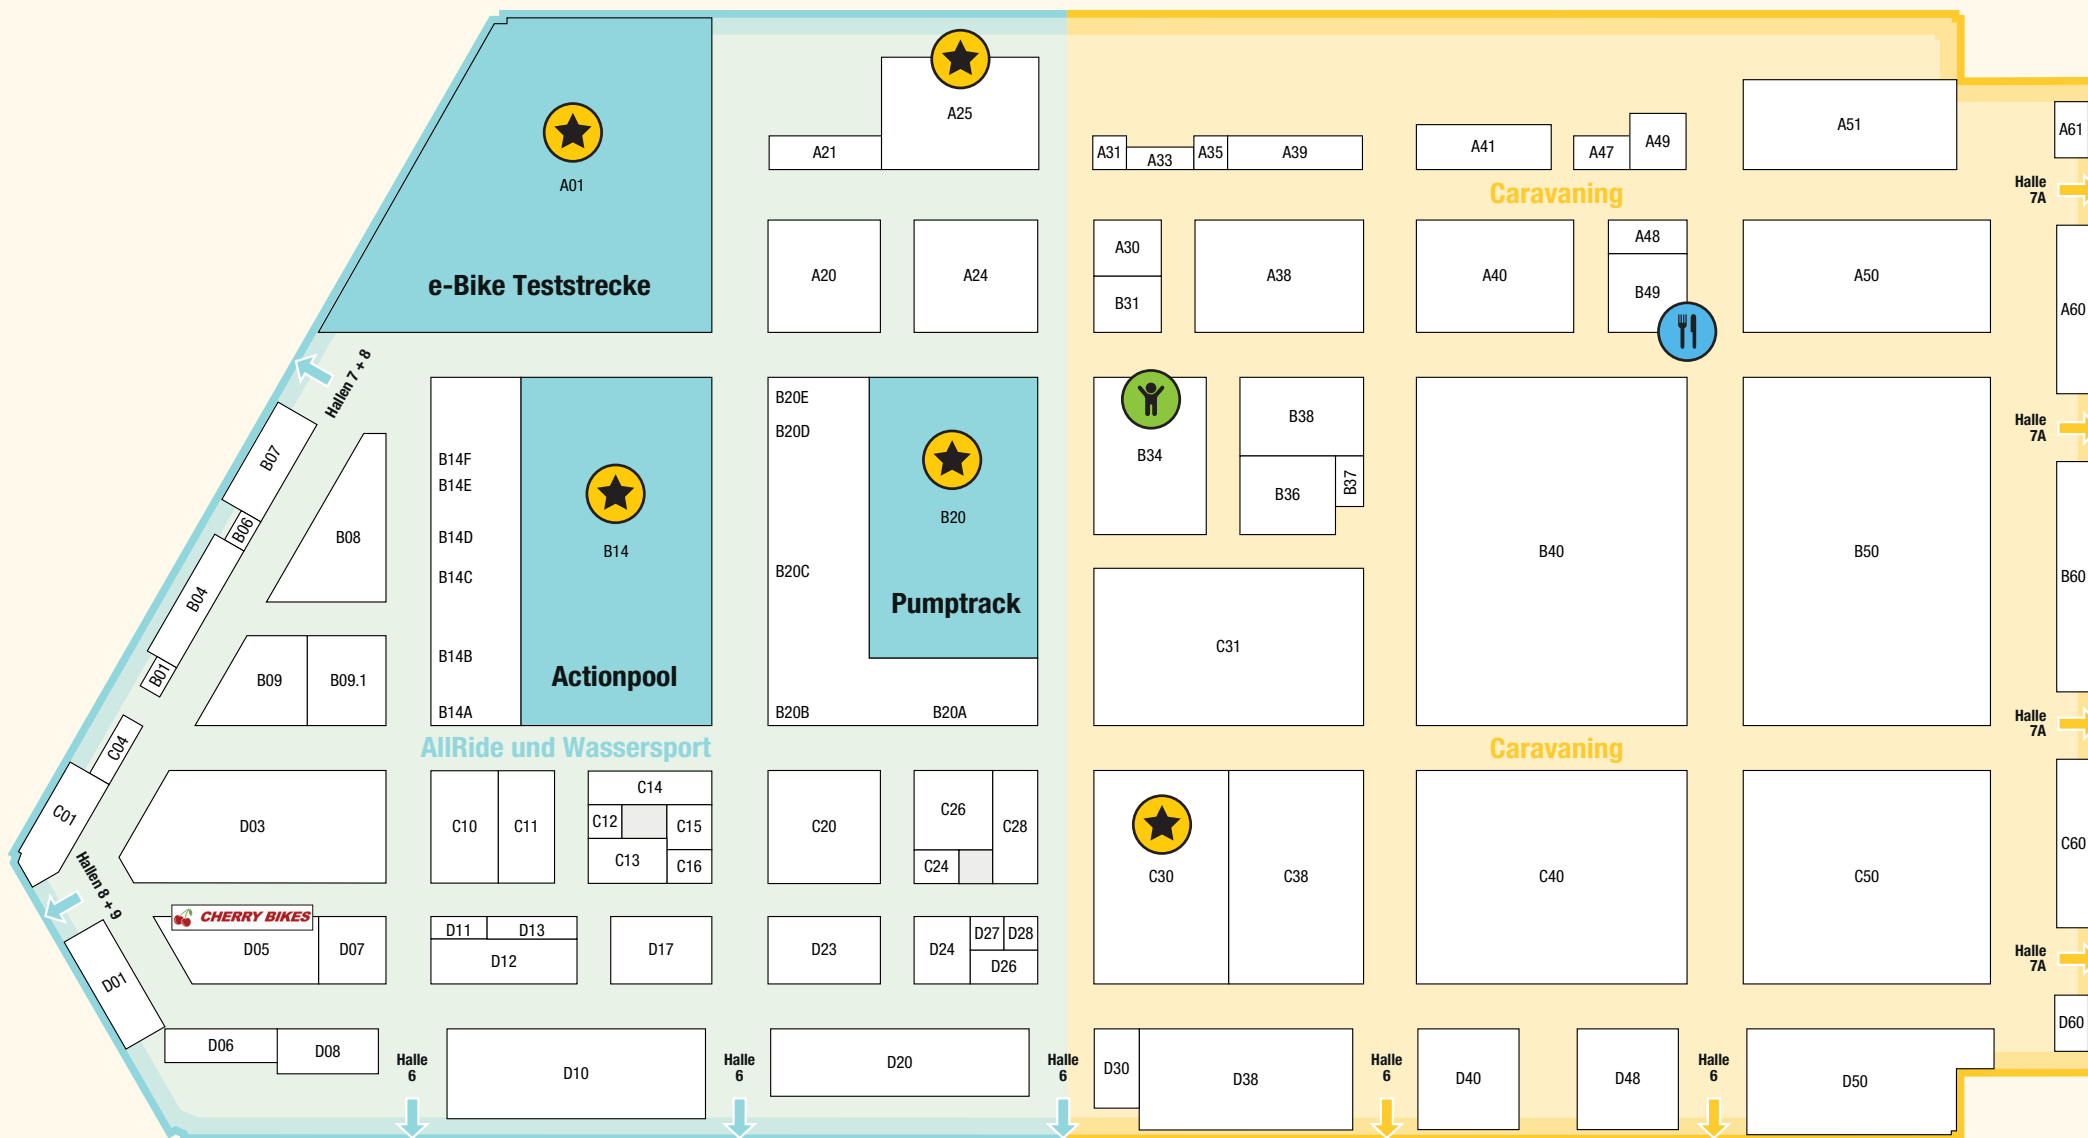 A25
A21
A01
e-Bike Teststrecke
A20
A24
A31
A33
A35
A39
A41
A47
A49
A51
A61
Caravaning
Halle
7A
A30
B31
A38
A40
A48
B49
A50
A60
Hallen 7 + 8
B07
B06
B04
B01
B08
B09
B09.1
B14F
B14E
B14D
B14C
B14B
B14A
B14
Actionpool
B20E
B20D
B20C
B20B
B20A
B20
Pumptrack
B34
B38
B36
B37
C31
B40
B50
Halle
7A
B60
Halle
7A
AllRide und Wassersport
Caravaning
C04
C01
D03
C10
C11
C14
C12
C15
C13
C16
C20
C26
C28
C24
C30
C38
C40
C50
C60
Hallen 8 + 9
CHERRY BIKES
D05
D07
D01
D11
D13
D12
D17
D23
D24
D27
D28
D26
Halle
7A
D06
D08
Halle
6
D10
Halle
6
D20
Halle
6
D30
D38
Halle
6
D40
D48
Halle
6
D50
D60